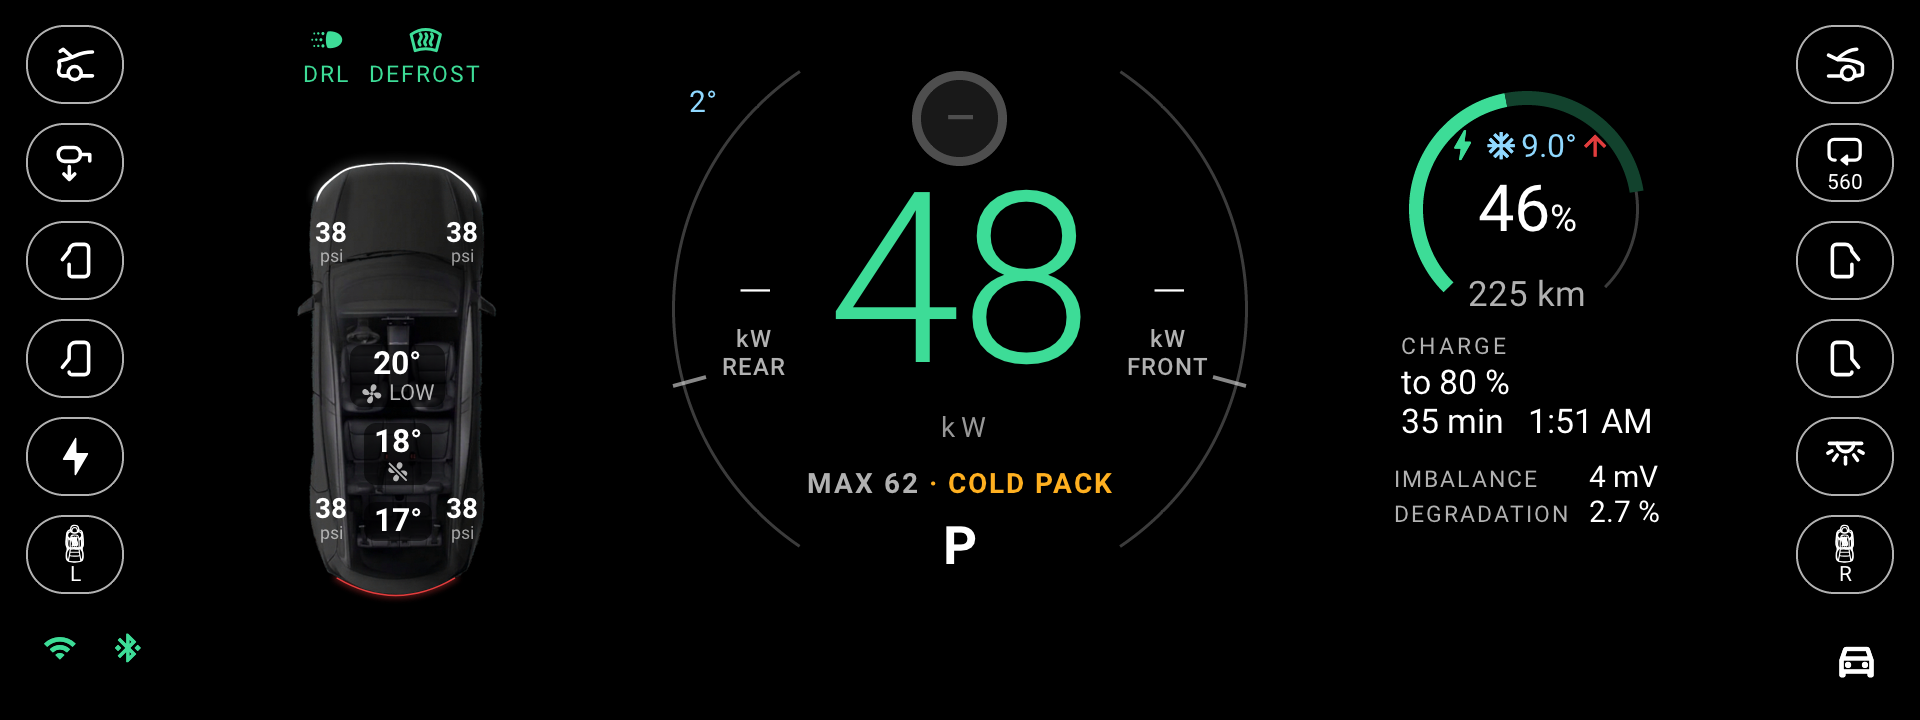 DRL DEFROST
2°
38 psi 38 psi
20°
LOW
18°
38 psi 38 psi
17°
L
—
48
— kW REAR
— kW FRONT
kW
MAX 62 · COLD PACK
P
9.0°
46%
225 km
CHARGE
to 80 %
35 min 1:51 AM
IMBALANCE 4 mV
DEGRADATION 2.7 %
560
R